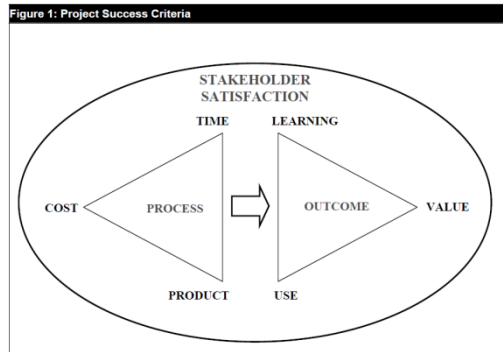 Figure 1: Project Success Criteria
STAKEHOLDER
SATISFACTION
TIME
LEARNING
COST
PROCESS
OUTCOME
VALUE
PRODUCT
USE